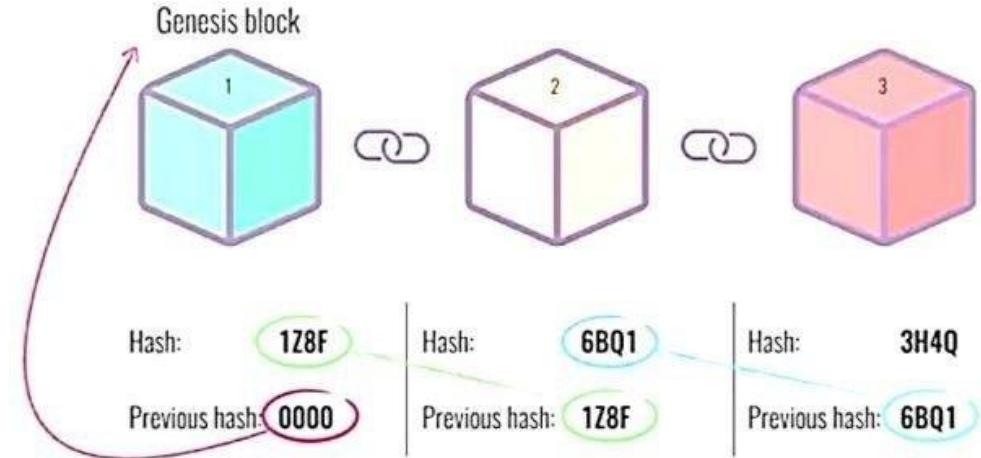 Genesis block
1
2
3
Hash: 1Z8F
Previous hash: 0000
Hash: 6BQ1
Previous hash: 1Z8F
Hash: 3H4Q
Previous hash: 6BQ1